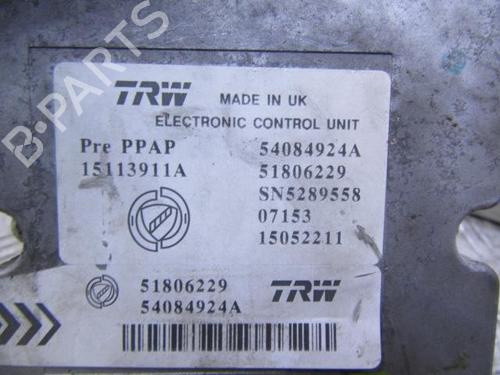 B-PARTS
TRW MADE IN UK
ELECTRONIC CONTROL UNIT
Pre PPAP 54084924A
15113911A 51806229
SN5289558
07153
15052211
51806229
54084924A
TRW